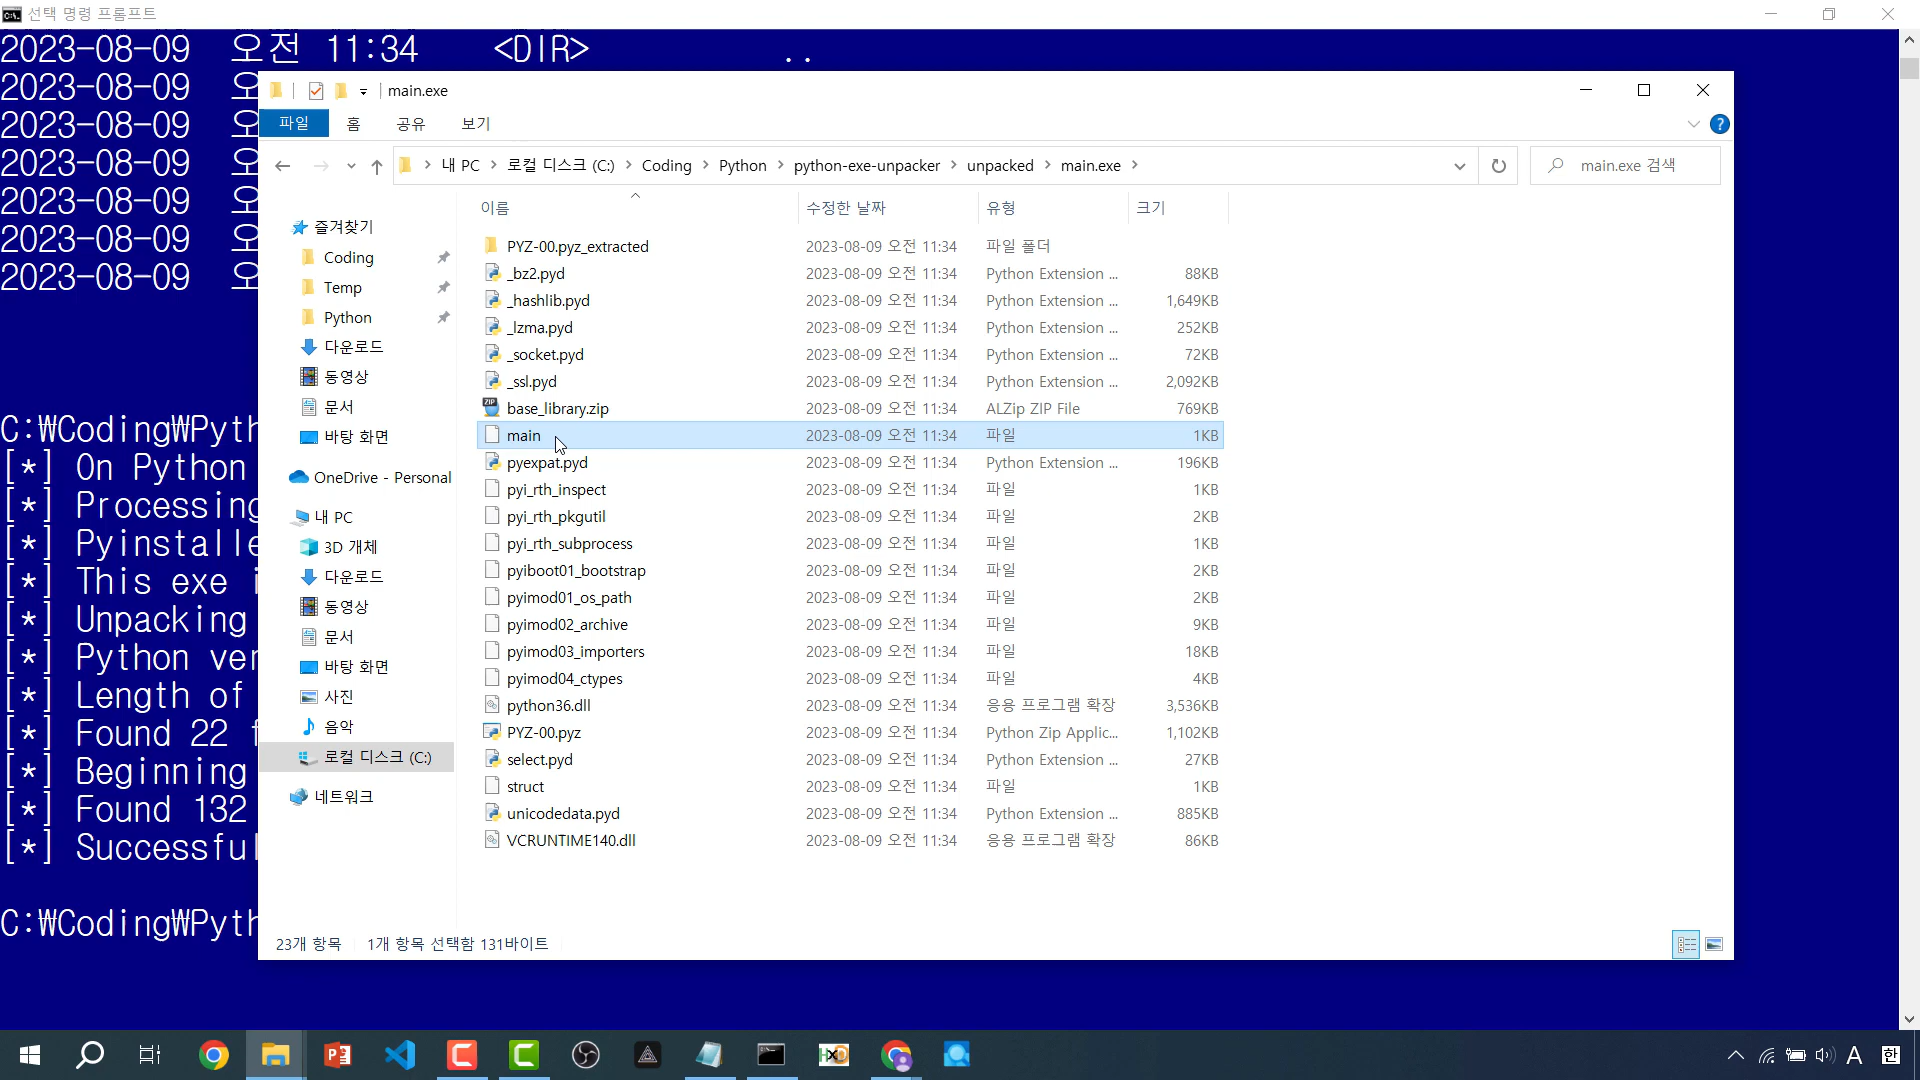 선택 명령 프롬프트
2023-08-09 오전 11:34 <DIR> ..
2023-08-09 오
2023-08-09 오
2023-08-09 오
2023-08-09 오
2023-08-09 오
2023-08-09 오
C:₩Coding₩Pyth
[*] On Python
[*] Processing
[*] Pyinstalle
[*] This exe i
[*] Unpacking
[*] Python ver
[*] Length of
[*] Found 22 f
[*] Beginning
[*] Found 132
[*] Successful
C:₩Coding₩Pyth
main.exe
파일 홈 공유 보기
내 PC 로컬 디스크 (C:) Coding Python python-exe-unpacker unpacked main.exe
main.exe 검색
즐겨찾기
Coding
Temp
Python
다운로드
동영상
문서
바탕 화면
OneDrive - Personal
내 PC
3D 개체
다운로드
동영상
문서
바탕 화면
사진
음악
로컬 디스크 (C:)
네트워크
이름 수정한 날짜 유형 크기
PYZ-00.pyz_extracted 2023-08-09 오전 11:34 파일 폴더
_bz2.pyd 2023-08-09 오전 11:34 Python Extension ... 88KB
_hashlib.pyd 2023-08-09 오전 11:34 Python Extension ... 1,649KB
_lzma.pyd 2023-08-09 오전 11:34 Python Extension ... 252KB
_socket.pyd 2023-08-09 오전 11:34 Python Extension ... 72KB
_ssl.pyd 2023-08-09 오전 11:34 Python Extension ... 2,092KB
base_library.zip 2023-08-09 오전 11:34 ALZip ZIP File 769KB
main 2023-08-09 오전 11:34 파일 1KB
pyexpat.pyd 2023-08-09 오전 11:34 Python Extension ... 196KB
pyi_rth_inspect 2023-08-09 오전 11:34 파일 1KB
pyi_rth_pkgutil 2023-08-09 오전 11:34 파일 2KB
pyi_rth_subprocess 2023-08-09 오전 11:34 파일 1KB
pyiboot01_bootstrap 2023-08-09 오전 11:34 파일 2KB
pyimod01_os_path 2023-08-09 오전 11:34 파일 2KB
pyimod02_archive 2023-08-09 오전 11:34 파일 9KB
pyimod03_importers 2023-08-09 오전 11:34 파일 18KB
pyimod04_ctypes 2023-08-09 오전 11:34 파일 4KB
python36.dll 2023-08-09 오전 11:34 응용 프로그램 확장 3,536KB
PYZ-00.pyz 2023-08-09 오전 11:34 Python Zip Applic... 1,102KB
select.pyd 2023-08-09 오전 11:34 Python Extension ... 27KB
struct 2023-08-09 오전 11:34 파일 1KB
unicodedata.pyd 2023-08-09 오전 11:34 Python Extension ... 885KB
VCRUNTIME140.dll 2023-08-09 오전 11:34 응용 프로그램 확장 86KB
23개 항목 1개 항목 선택함 131바이트
A 한